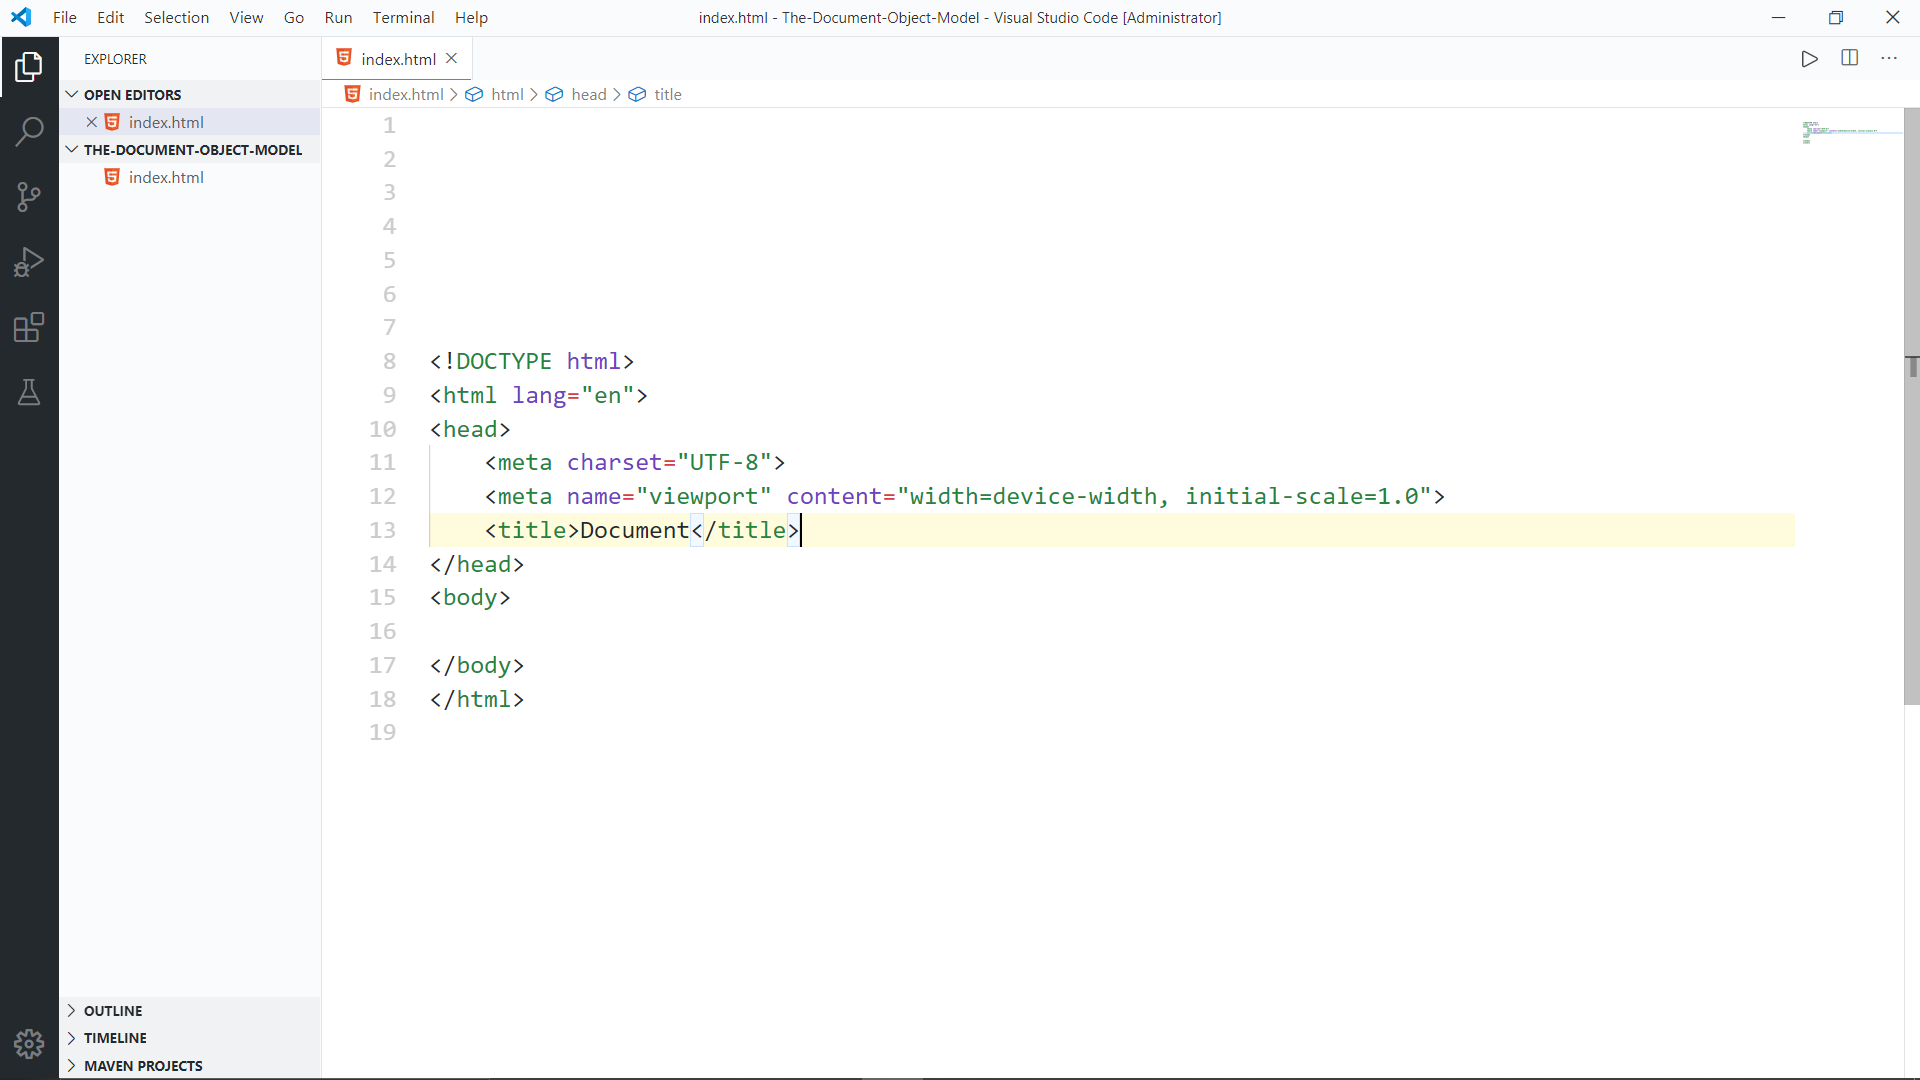 File Edit Selection View Go Run Terminal Help
index.html - The-Document-Object-Model - Visual Studio Code [Administrator]
EXPLORER
OPEN EDITORS
index.html
THE-DOCUMENT-OBJECT-MODEL
index.html
OUTLINE
TIMELINE
MAVEN PROJECTS
index.html
index.html > html > head > title
1
2
3
4
5
6
7
8 <!DOCTYPE html>
9 <html lang="en">
10 <head>
11 <meta charset="UTF-8">
12 <meta name="viewport" content="width=device-width, initial-scale=1.0">
13 <title>Document</title>
14 </head>
15 <body>
16
17 </body>
18 </html>
19